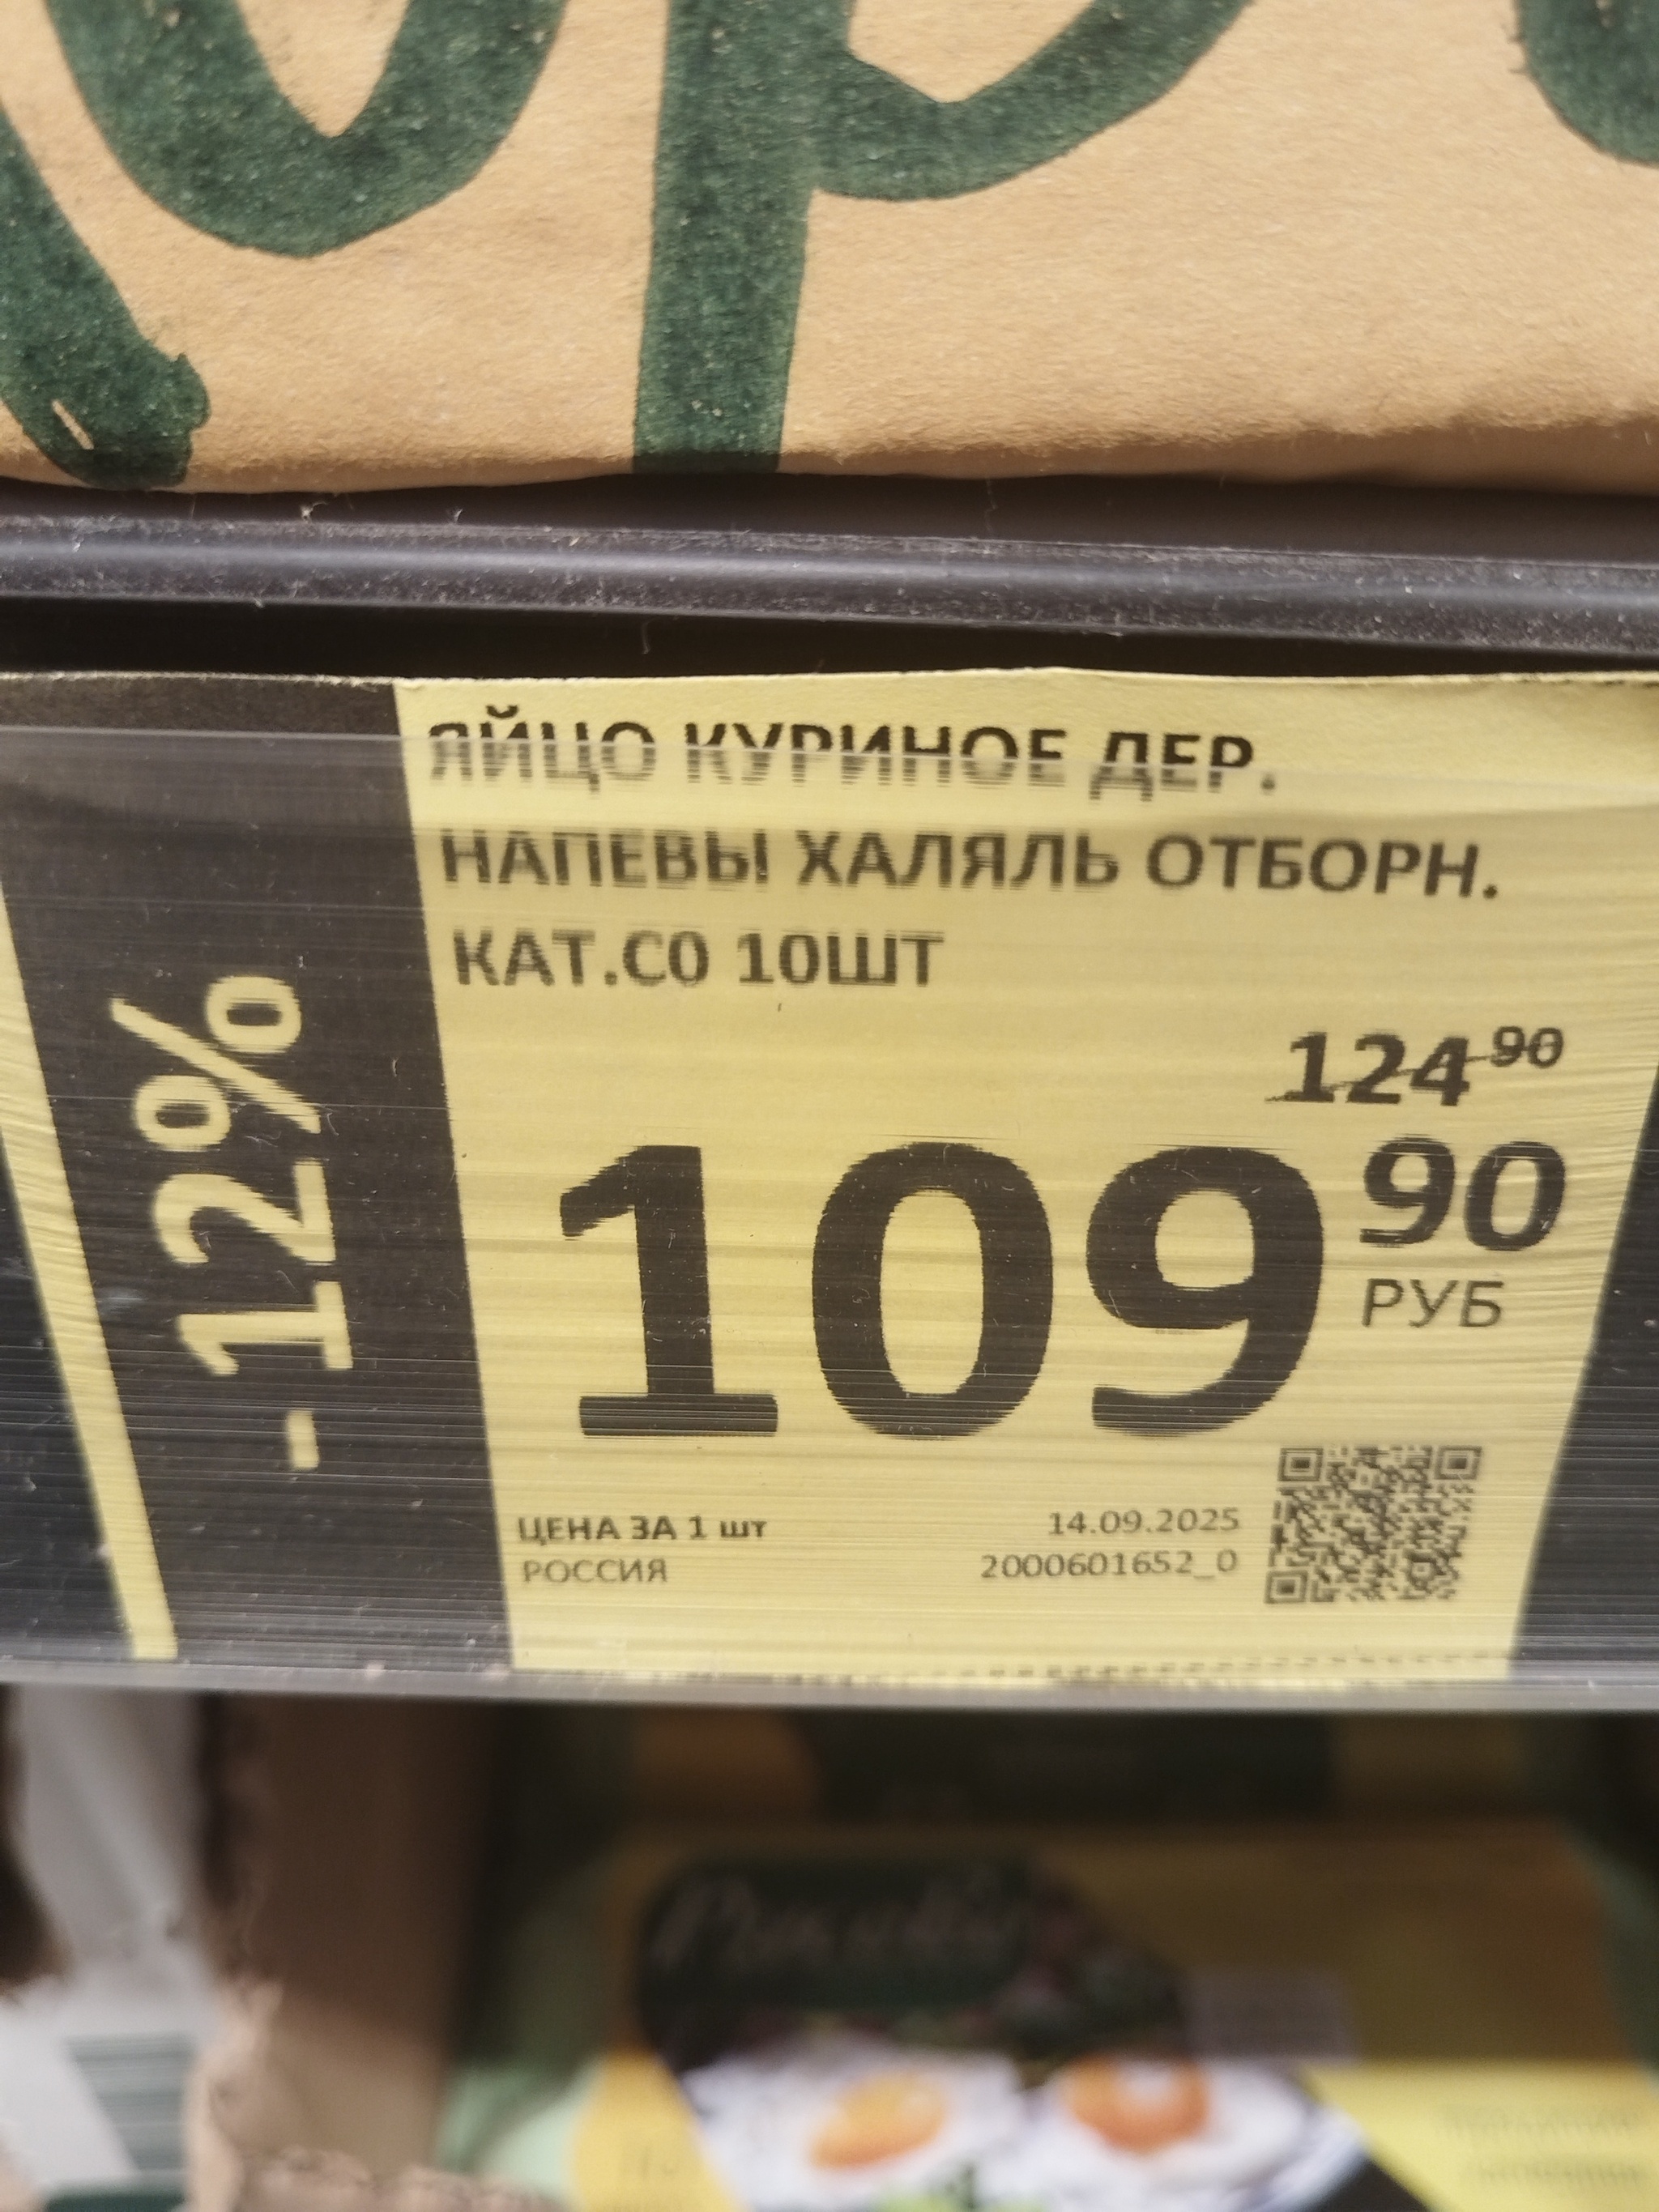 ЯЙЦО КУРИНОЕ ДЕР.
НАПЕВЫ ХАЛЯЛЬ ОТБОРН.
КАТ.С0 10ШТ
- 12%
124 90
109 90
РУБ
ЦЕНА ЗА 1 шт
РОССИЯ
14.09.2025
2000601652_0